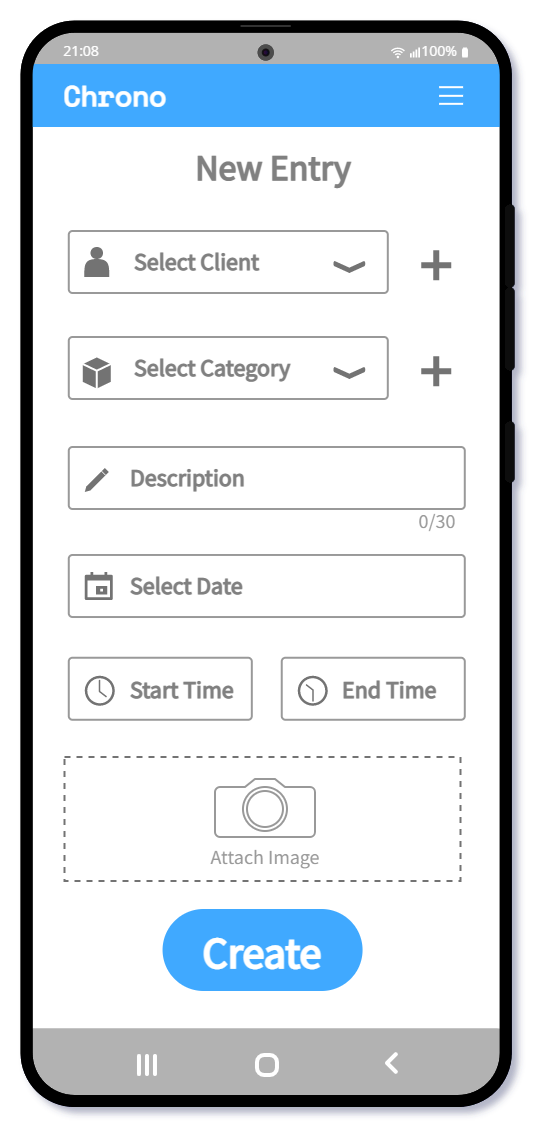 21:08 100%
Chrono
New Entry
Select Client
Select Category
Description
0/30
Select Date
Start Time End Time
Attach Image
Create